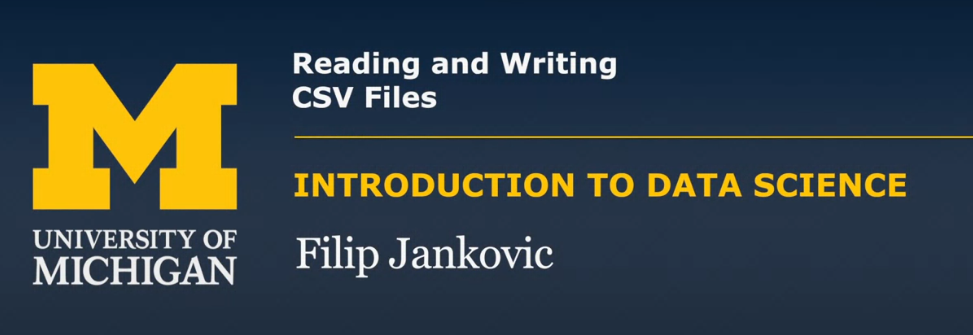 Reading and Writing
CSV Files
INTRODUCTION TO DATA SCIENCE
Filip Jankovic
M
UNIVERSITY OF
MICHIGAN